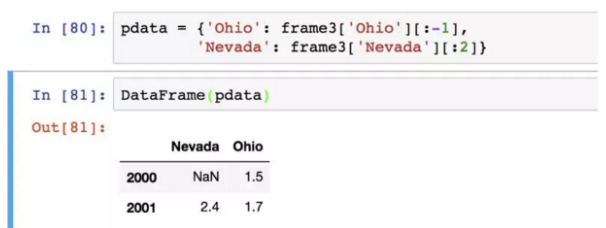 In [80]: pdata = {'Ohio': frame3['Ohio'][:-1],
'Nevada': frame3['Nevada'][:2]}
In [81]: DataFrame(pdata)
Out[81]:
Nevada Ohio
2000 NaN 1.5
2001 2.4 1.7